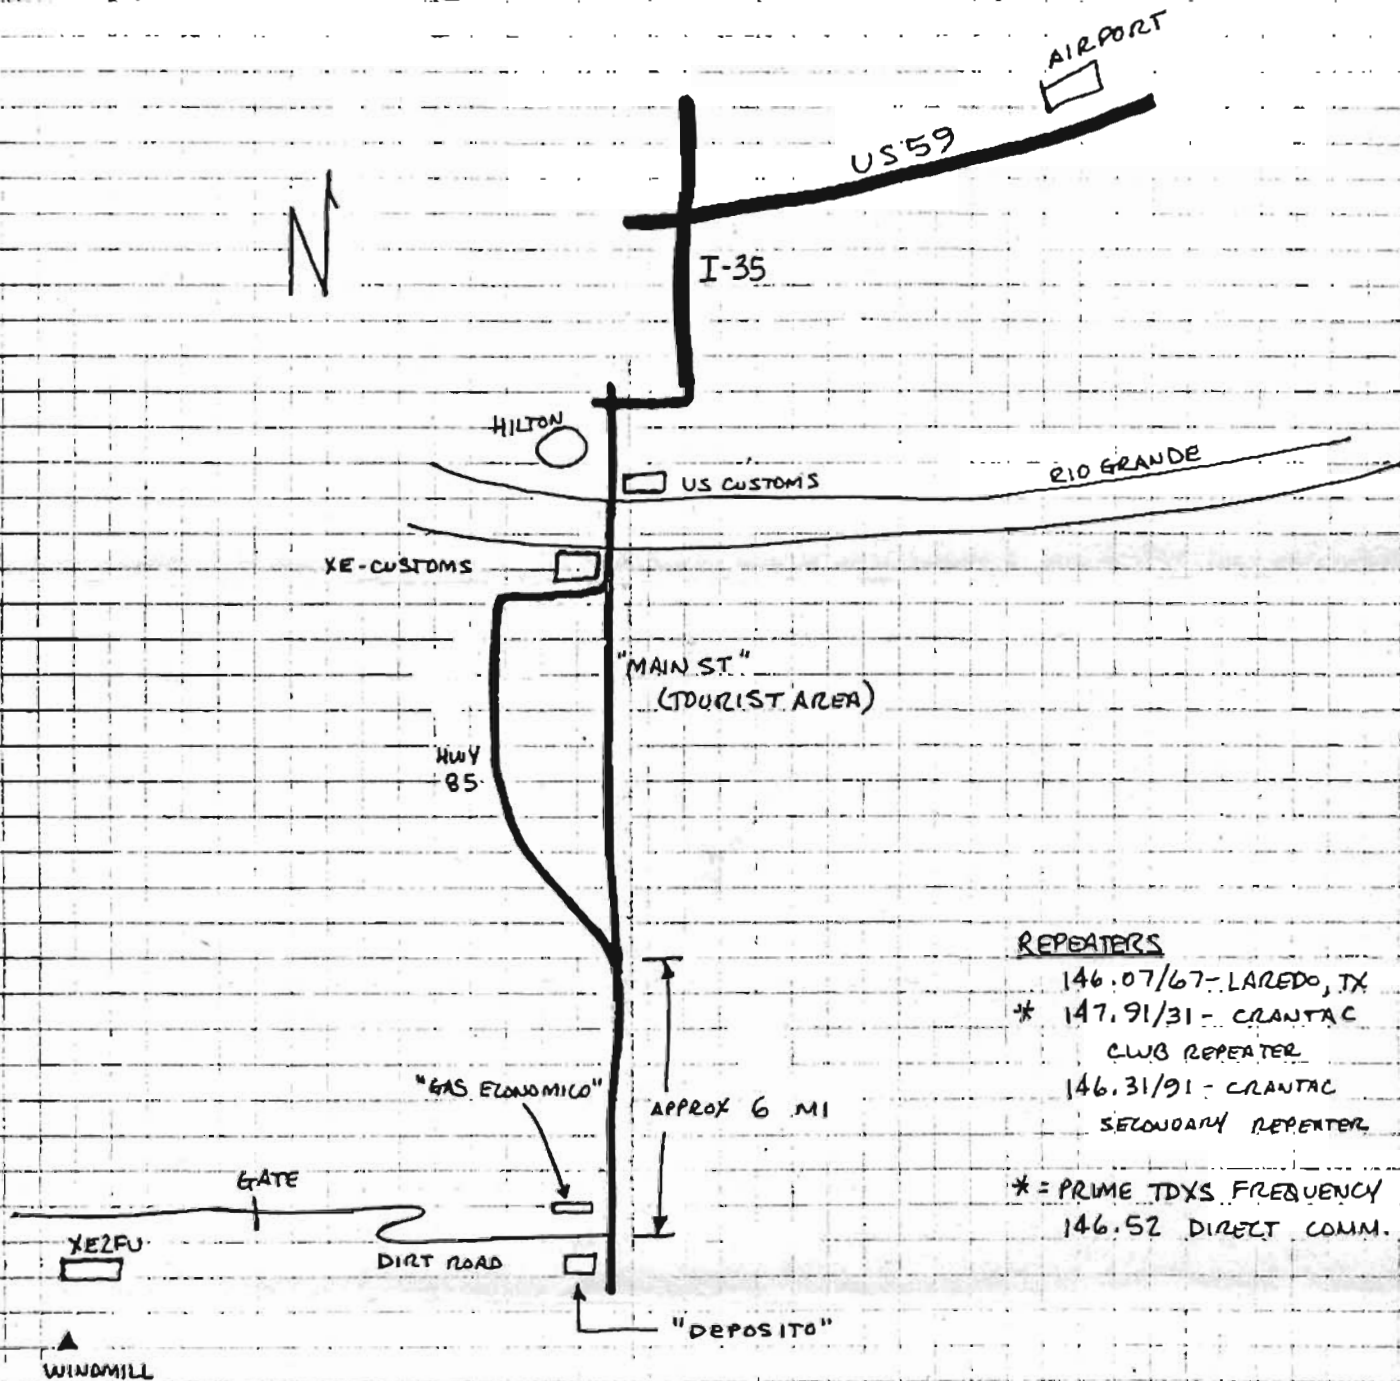 AIRPORT
US 59
N
I-35
HILTON
US CUSTOMS
RIO GRANDE
XE-CUSTOMS
"MAIN ST"
(TOURIST AREA)
HWY
85
REPEATERS
146.07/67- LAREDO, TX
* 147.91/31 - CRANTAC
CLUB REPEATER
146.31/91 - CRANTAC
SECONDARY REPEATER
* = PRIME TDXS FREQUENCY
146.52 DIRECT COMM.
"GAS ECONOMICO"
APPROX 6 MI
GATE
XE2FU
DIRT ROAD
"DEPOSITO"
WINDMILL